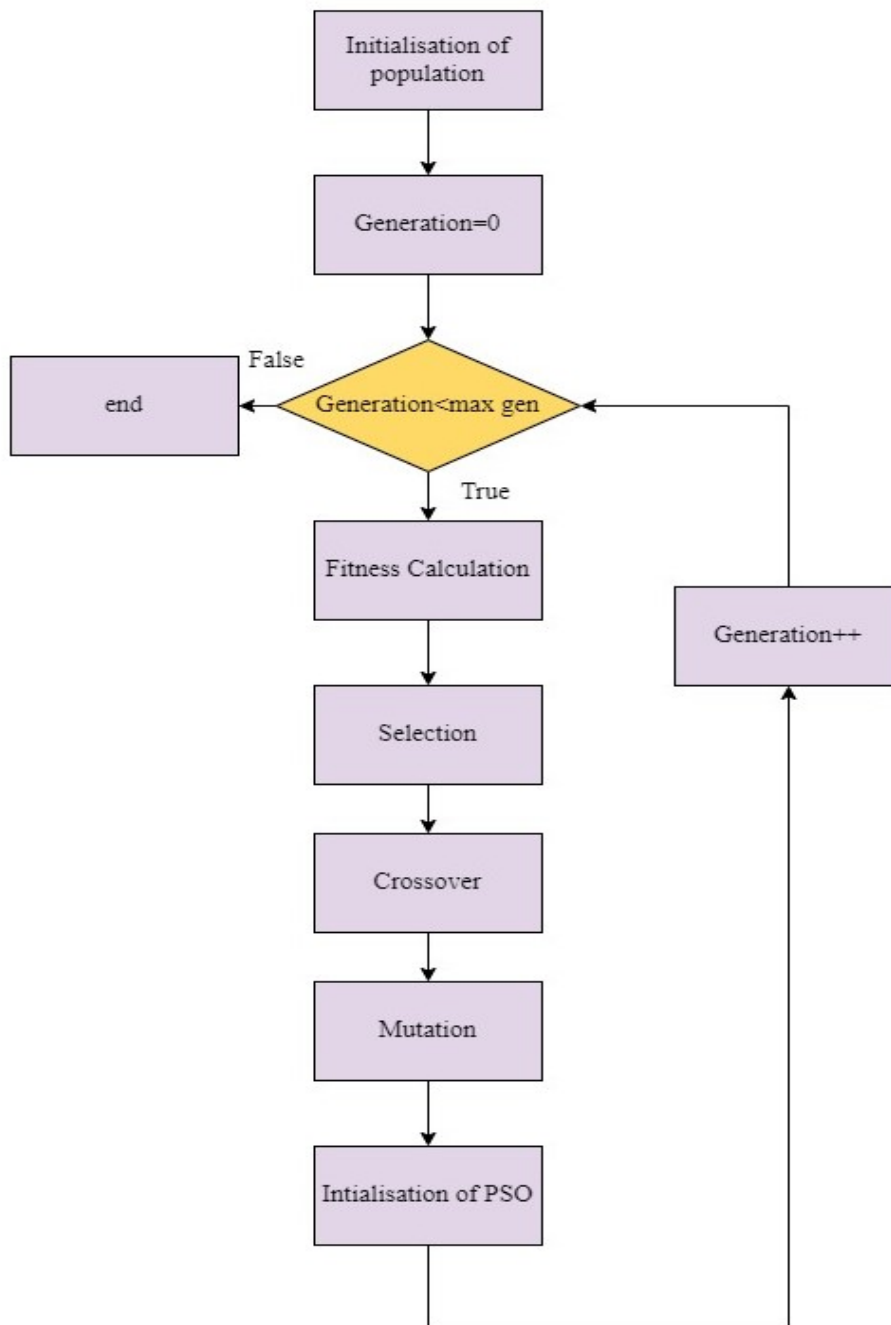 Initialisation of
population
Generation=0
False
end
Generation<max gen
True
Fitness Calculation
Generation++
Selection
Crossover
Mutation
Intialisation of PSO